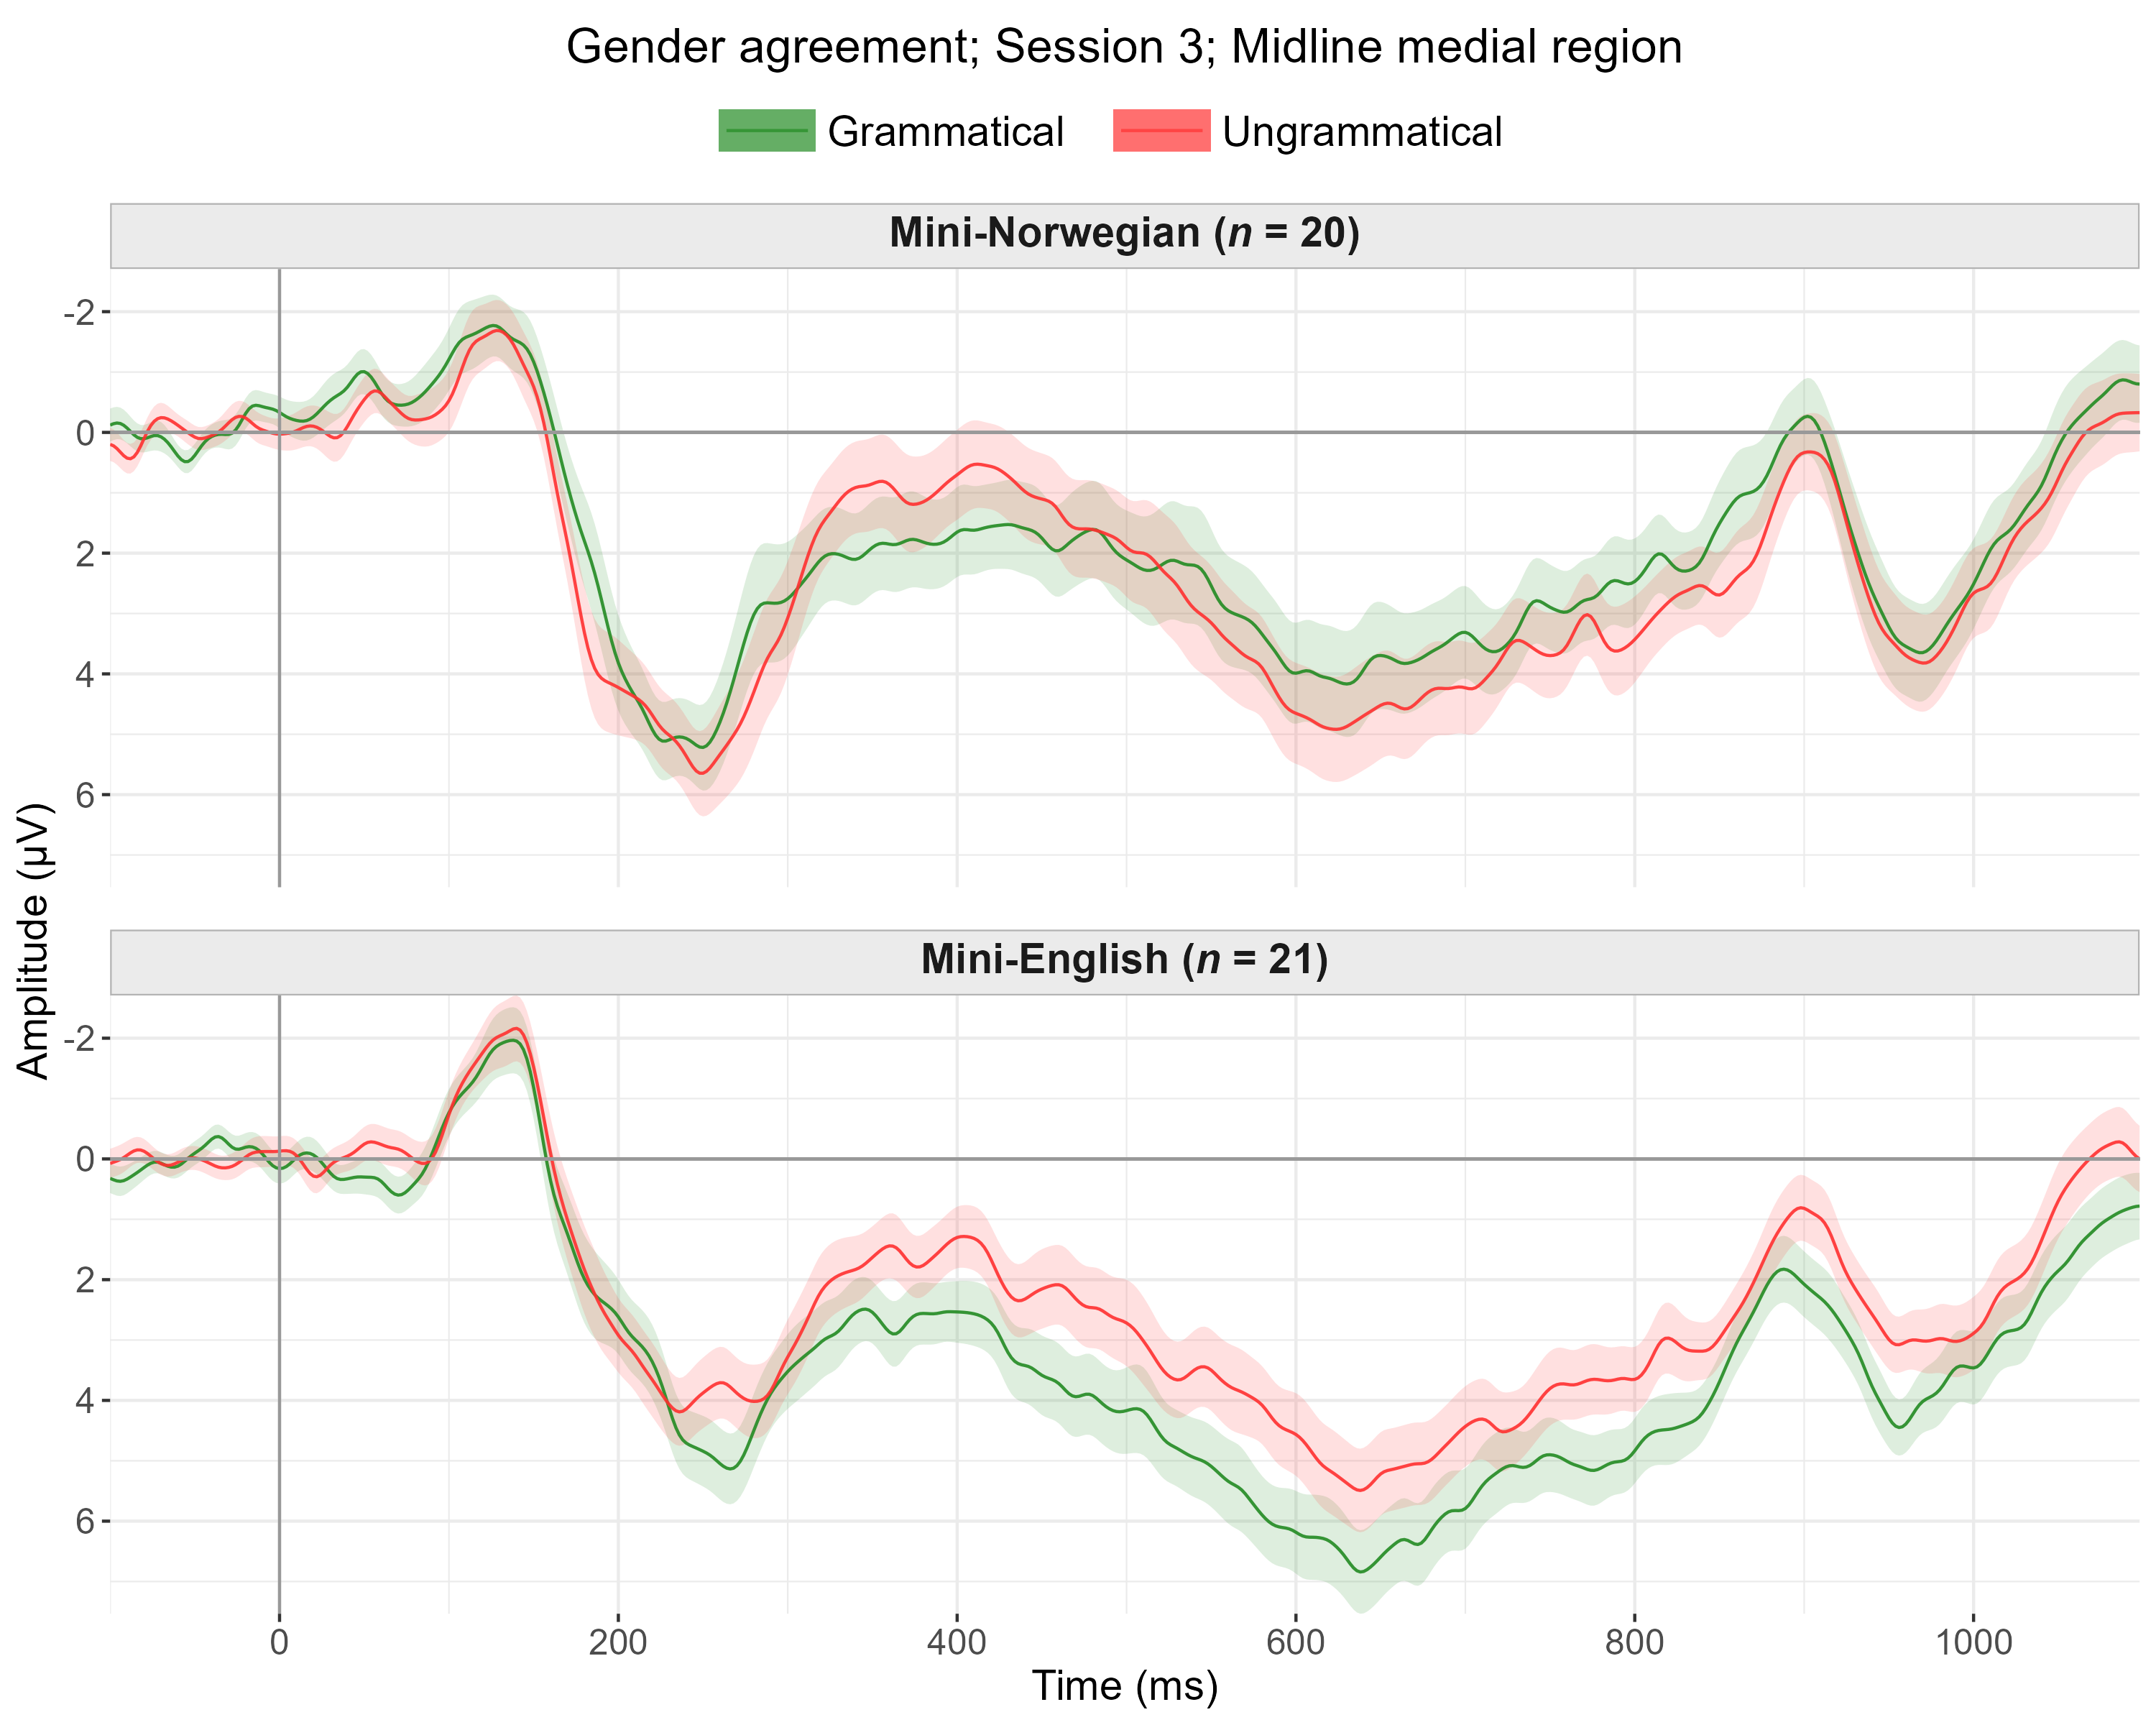 Gender agreement; Session 3; Midline medial region
Grammatical
Ungrammatical
Mini-Norwegian (n = 20)
-2
0
2
4
6
Amplitude (µV)
Mini-English (n = 21)
-2
0
2
4
6
0 200 400 600 800 1000
Time (ms)